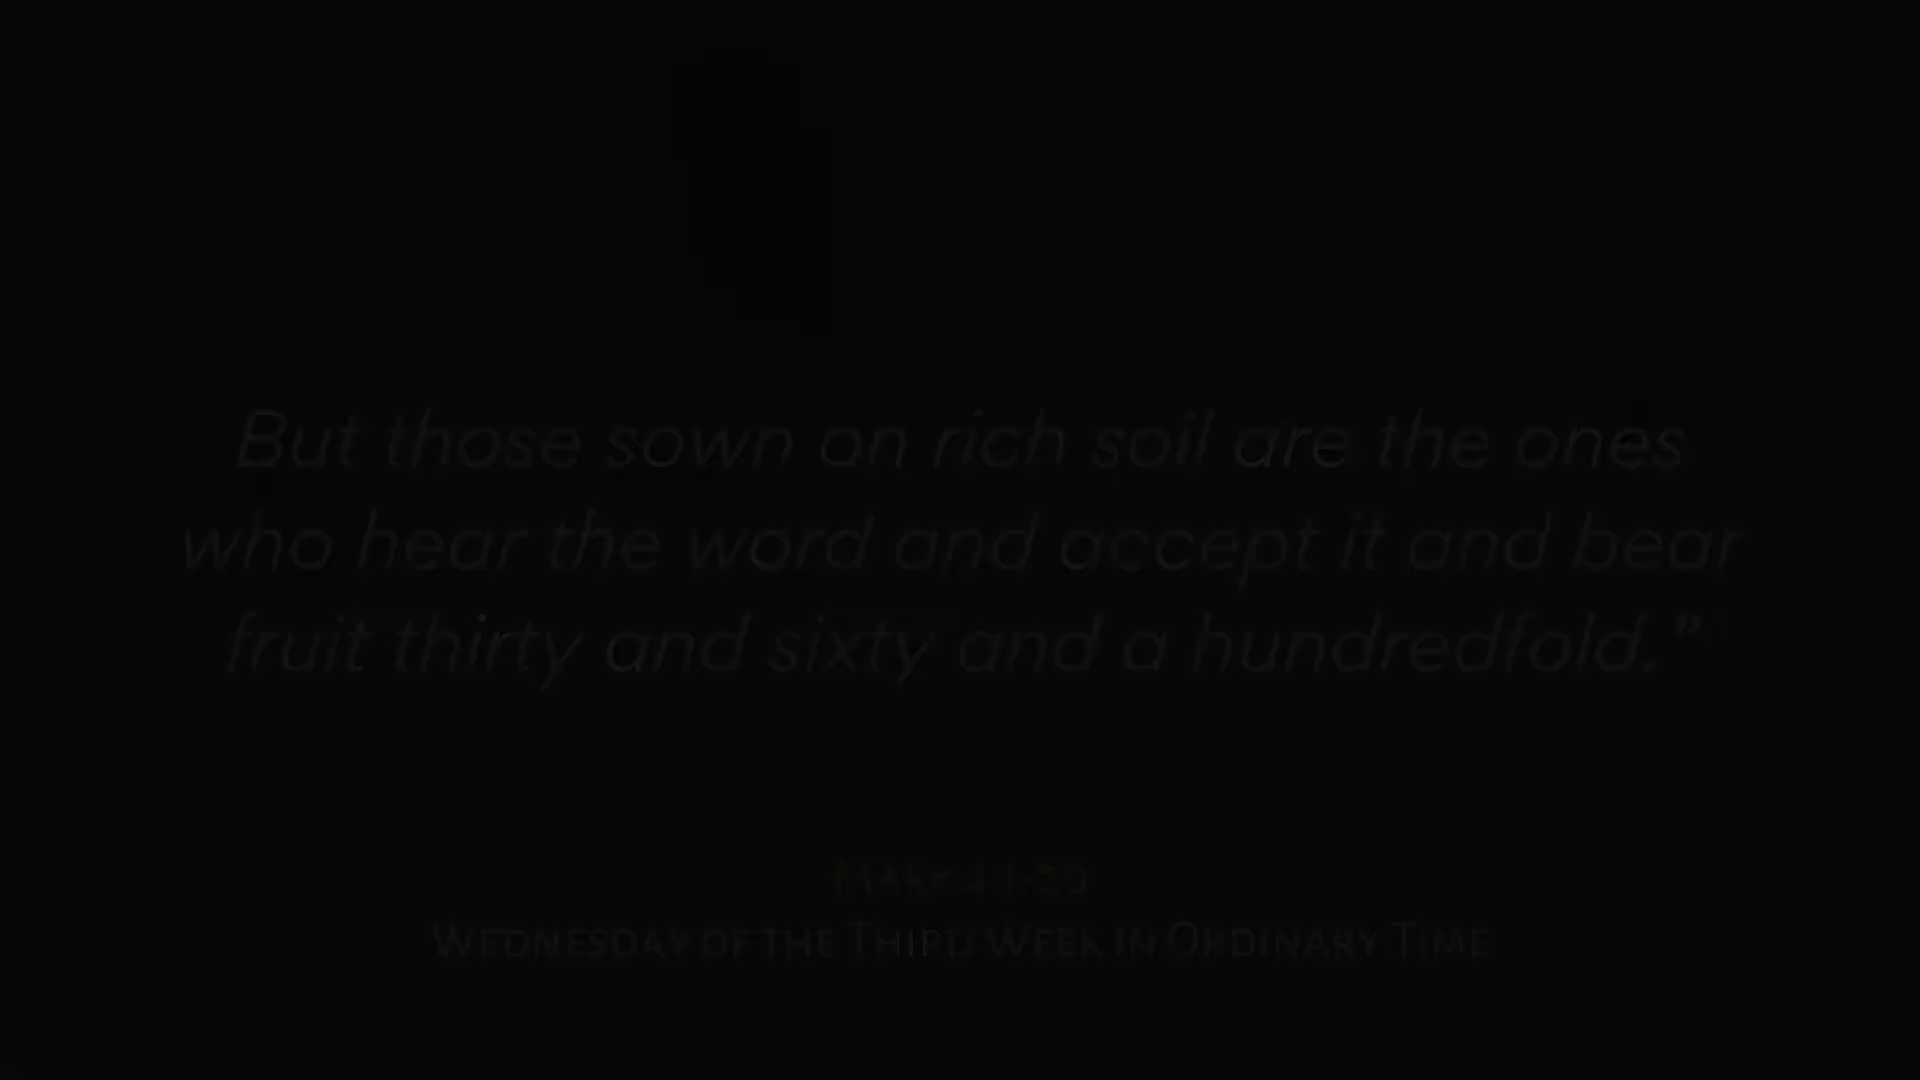 But those sown on rich soil are the ones
who hear the word and accept it and bear
fruit thirty and sixty and a hundredfold.”
Mark 4:1-20
Wednesday of the Third Week in Ordinary Time